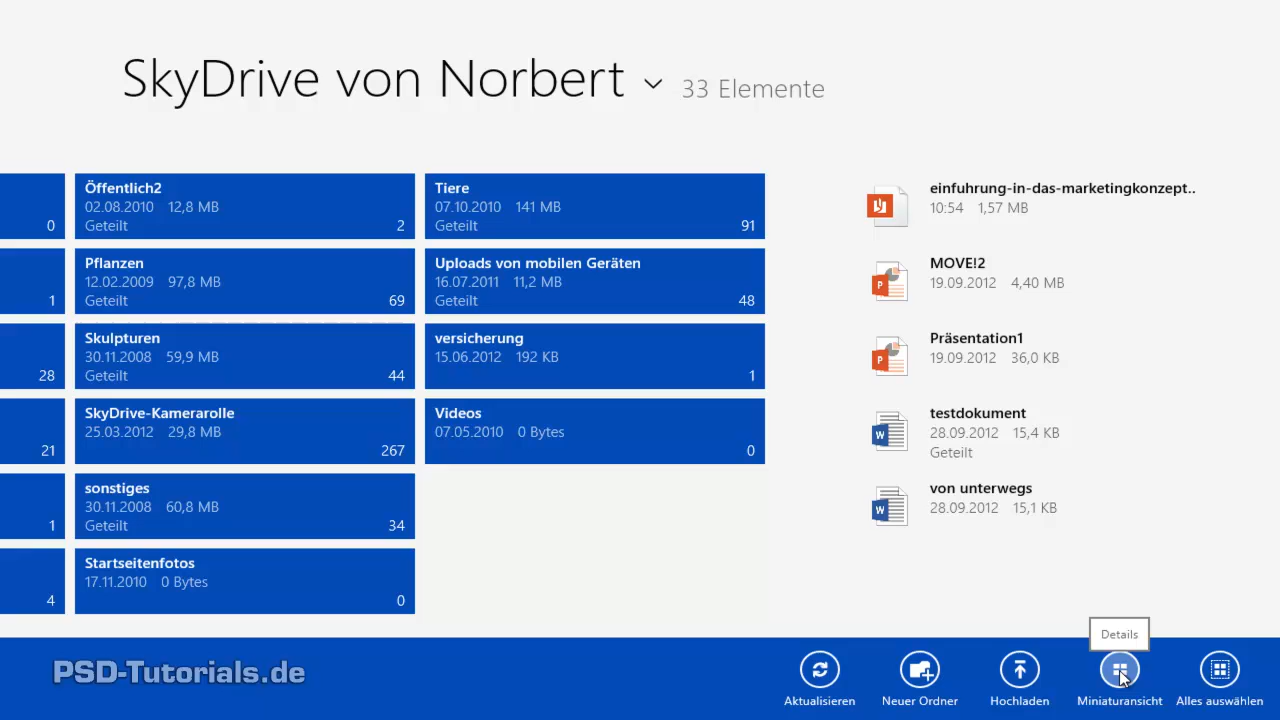 SkyDrive von Norbert 33 Elemente
0
1
28
21
1
4
Öffentlich2
02.08.2010 12,8 MB
Geteilt 2
Pflanzen
12.02.2009 97,8 MB
Geteilt 69
Skulpturen
30.11.2008 59,9 MB
Geteilt 44
SkyDrive-Kamerarolle
25.03.2012 29,8 MB
267
sonstiges
30.11.2008 60,8 MB
Geteilt 34
Startseitenfotos
17.11.2010 0 Bytes
0
Tiere
07.10.2010 141 MB
Geteilt 91
Uploads von mobilen Geräten
16.07.2011 11,2 MB
Geteilt 48
versicherung
15.06.2012 192 KB
1
Videos
07.05.2010 0 Bytes
0
einfuhrung-in-das-marketingkonzept..
10:54 1,57 MB
P
MOVE!2
19.09.2012 4,40 MB
P
Präsentation1
19.09.2012 36,0 KB
W
testdokument
28.09.2012 15,4 KB
Geteilt
W
von unterwegs
28.09.2012 15,1 KB
Details
PSD-Tutorials.de
Aktualisieren
Neuer Ordner
Hochladen
Miniaturansicht
Alles auswählen